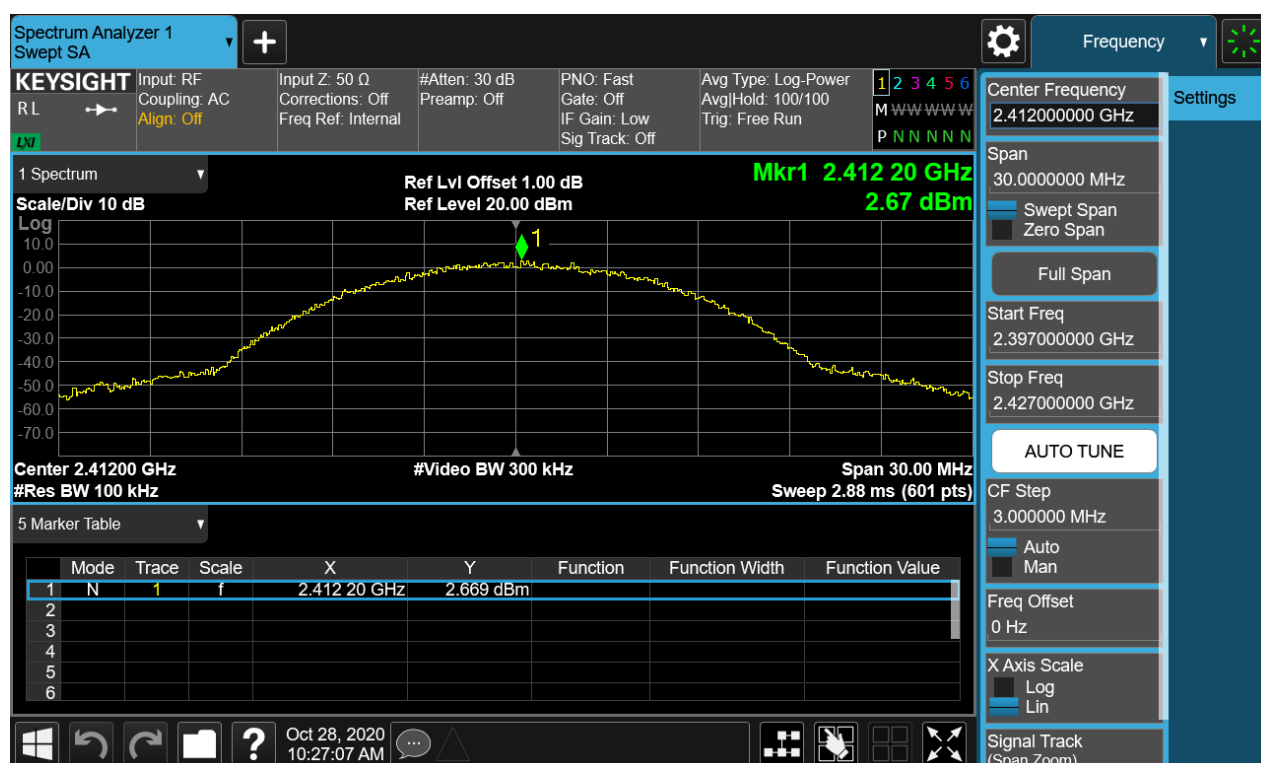 Spectrum Analyzer 1
Swept SA
Frequency
KEYSIGHT
R L
LXI
Input: RF
Coupling: AC
Align: Off
Input Z: 50 Ω
Corrections: Off
Freq Ref: Internal
#Atten: 30 dB
Preamp: Off
PNO: Fast
Gate: Off
IF Gain: Low
Sig Track: Off
Avg Type: Log-Power
Avg|Hold: 100/100
Trig: Free Run
1 2 3 4 5 6
M W W W W W
P N N N N N
1 Spectrum
Scale/Div 10 dB
Ref Lvl Offset 1.00 dB
Ref Level 20.00 dBm
Mkr1 2.412 20 GHz
2.67 dBm
Log
10.0
0.00
-10.0
-20.0
-30.0
-40.0
-50.0
-60.0
-70.0
1
Center 2.41200 GHz
#Video BW 300 kHz
Span 30.00 MHz
#Res BW 100 kHz
Sweep 2.88 ms (601 pts)
5 Marker Table
Mode Trace Scale X Y Function Function Width Function Value
1 N 1 f 2.412 20 GHz 2.669 dBm
2
3
4
5
6
?
Oct 28, 2020
10:27:07 AM
Center Frequency
2.412000000 GHz
Settings
Span
30.0000000 MHz
Swept Span
Zero Span
Full Span
Start Freq
2.397000000 GHz
Stop Freq
2.427000000 GHz
AUTO TUNE
CF Step
3.000000 MHz
Auto
Man
Freq Offset
0 Hz
X Axis Scale
Log
Lin
Signal Track
(Span Zoom)